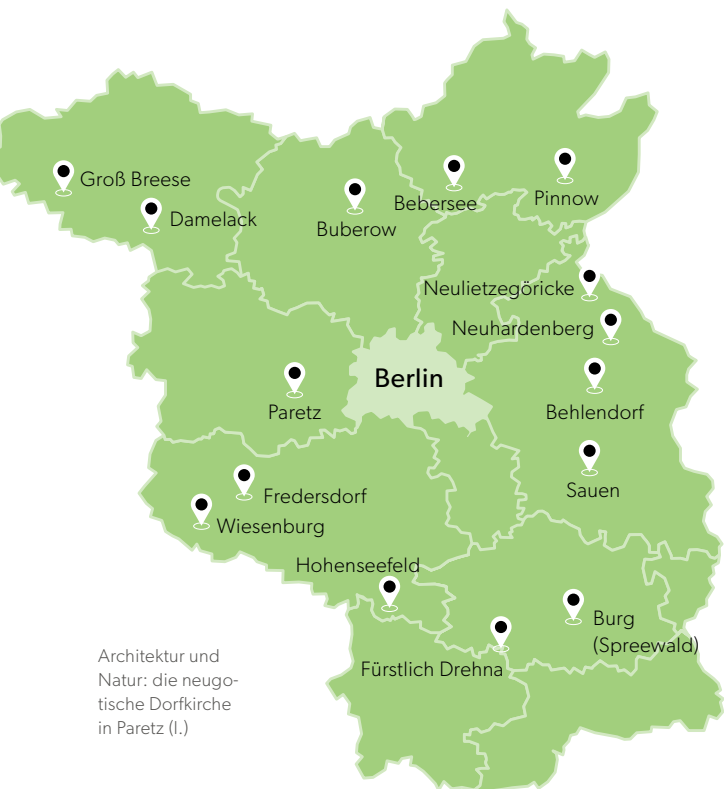 Groß Breese
Damelack
Buberow
Bebersee
Pinnow
Neulietzegöricke
Neuhardenberg
Berlin
Paretz
Behlendorf
Sauen
Fredersdorf
Wiesenburg
Hohenseefeld
Burg
(Spreewald)
Fürstlich Drehna
Architektur und
Natur: die neugo-
tische Dorfkirche
in Paretz (l.)